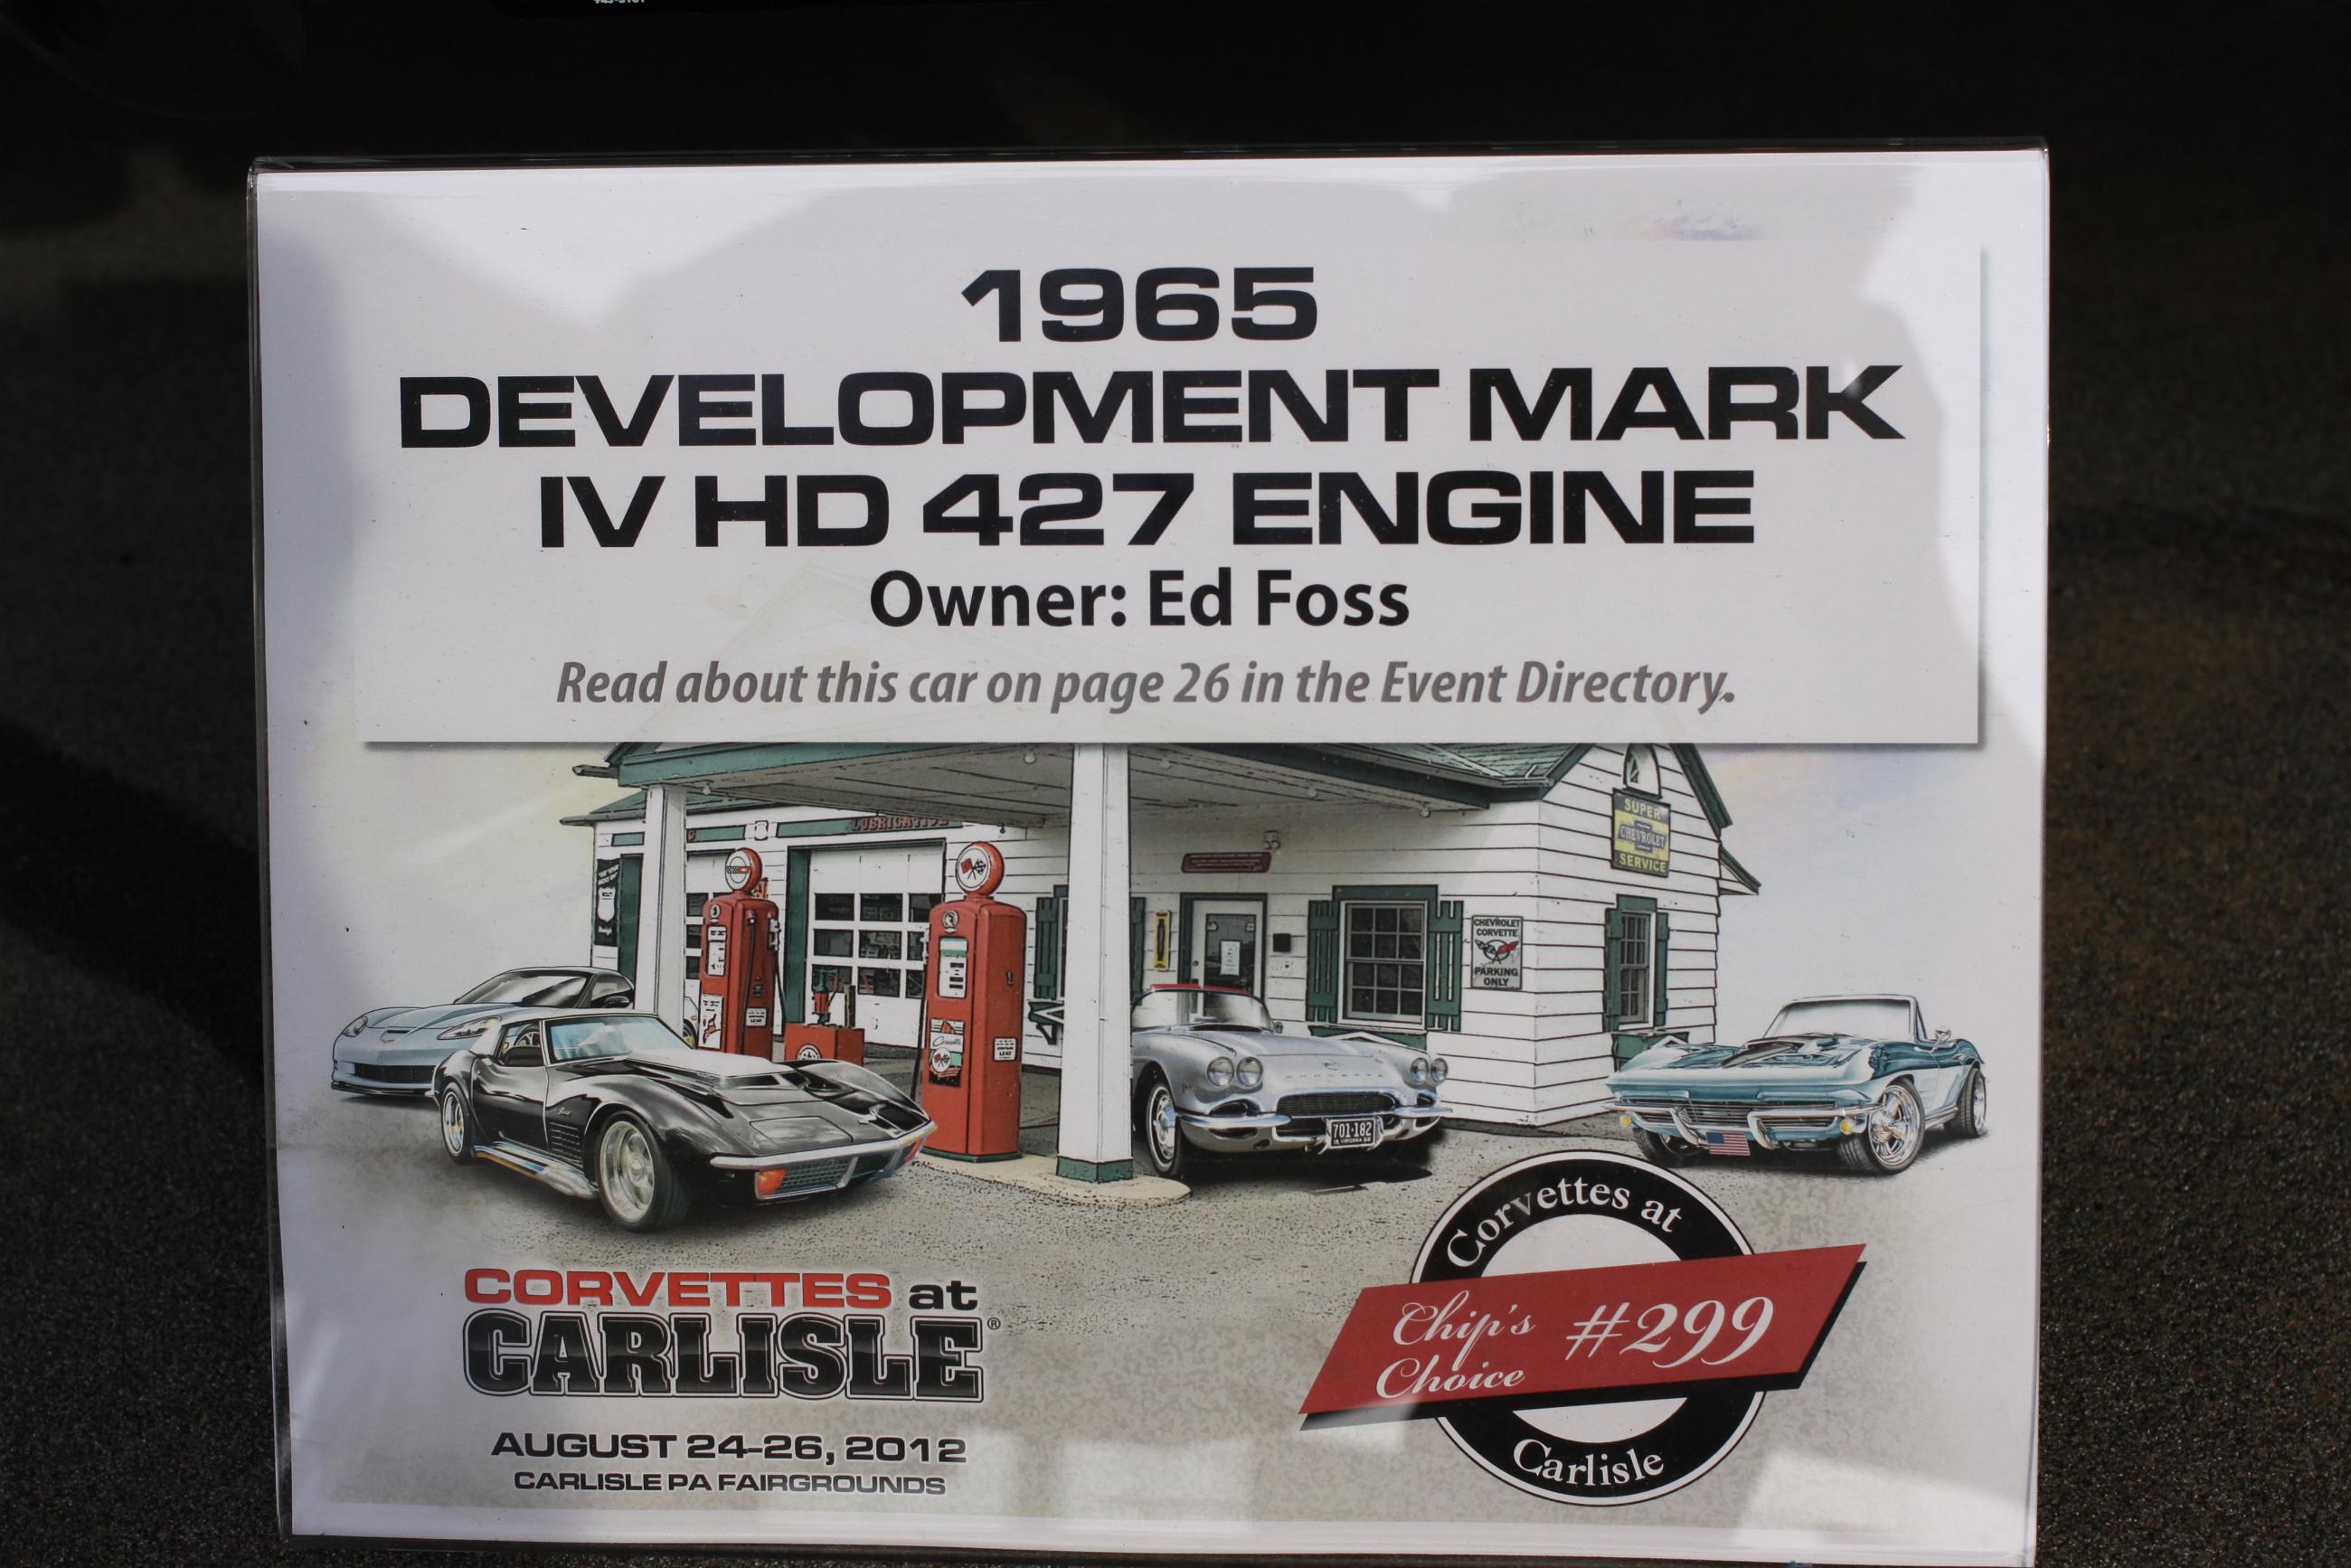 1965
DEVELOPMENT MARK
IV HD 427 ENGINE
Owner: Ed Foss
Read about this car on page 26 in the Event Directory.
LUBRICATION
SUPER
CHEVROLET
SERVICE
CHEVROLET
CORVETTE
PARKING
ONLY
701-182
Corvettes at
Chip's
Choice
#299
Carlisle
CORVETTES at
CARLISLE®
AUGUST 24-26, 2012
CARLISLE PA FAIRGROUNDS